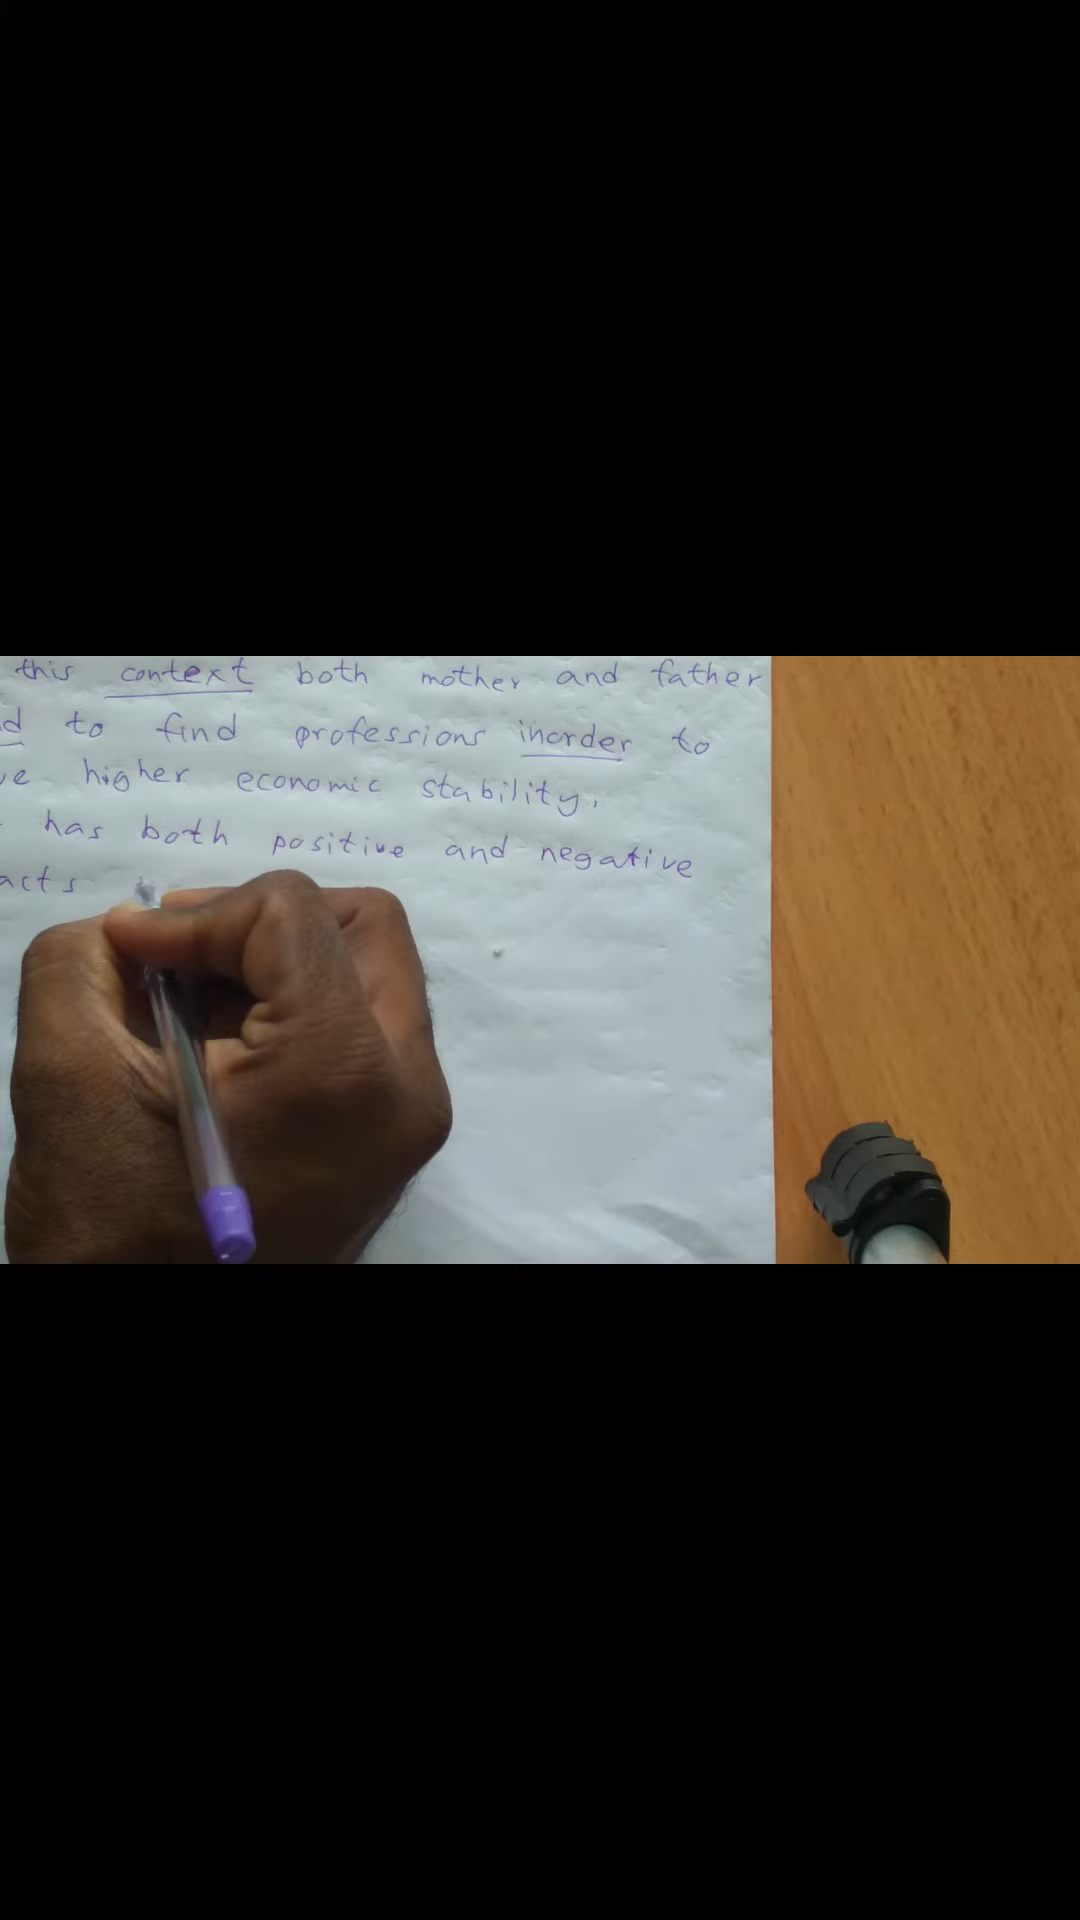 this context both mother and father
to find professions inorder to
higher economic stability.
has both positive and negative
acts